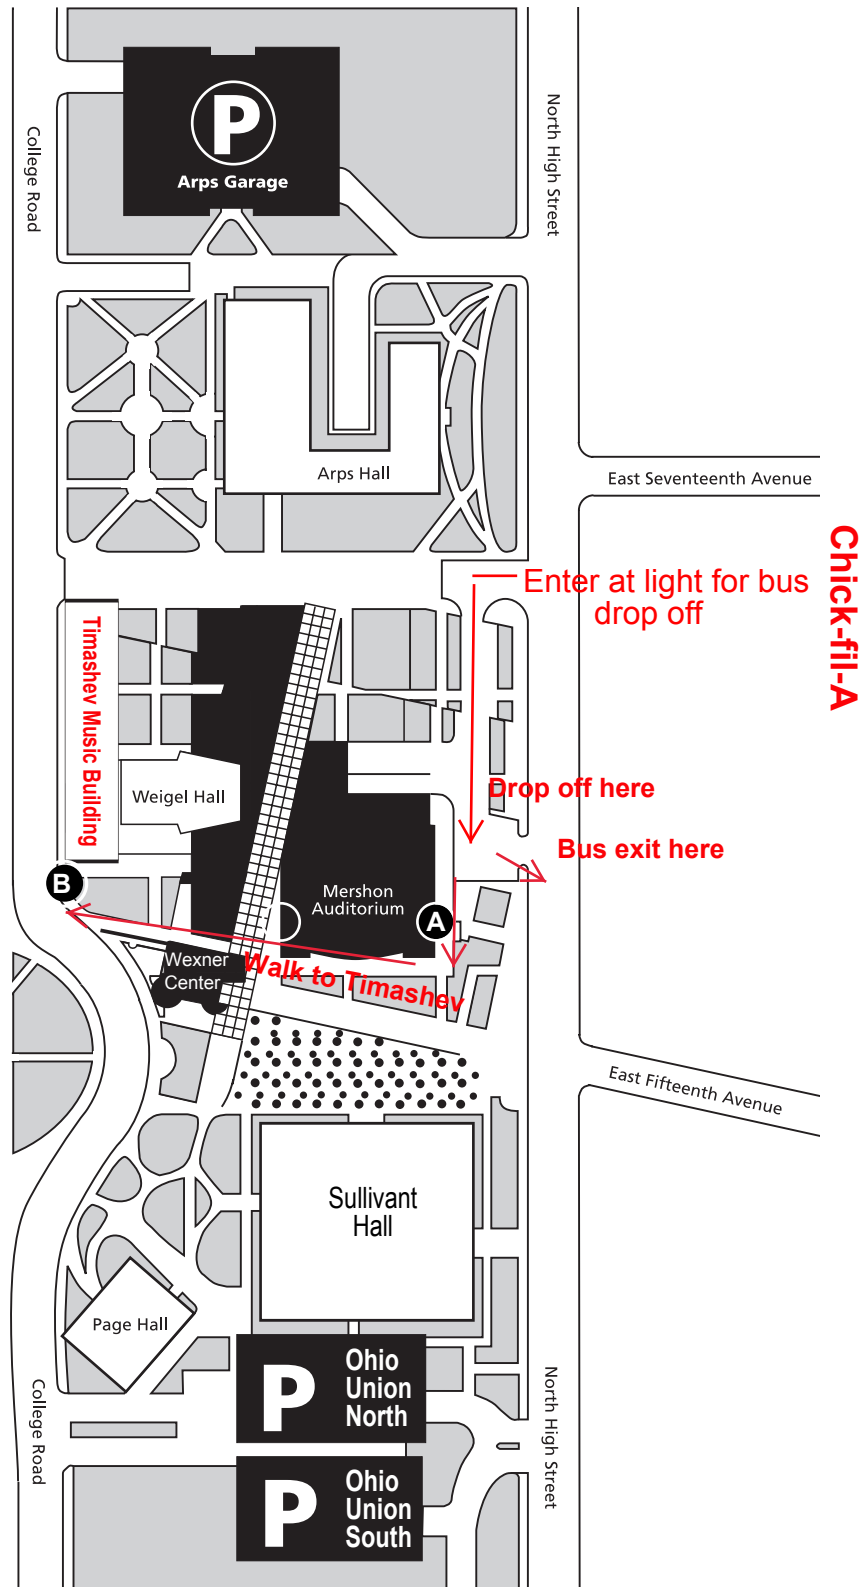 P
Arps Garage
College Road
North High Street
Arps Hall
East Seventeenth Avenue
Chick-fil-A
Enter at light for bus
drop off
Timashev Music Building
Weigel Hall
Drop off here
Bus exit here
B
Mershon
Auditorium
A
Wexner
Center
Walk to Timashev
East Fifteenth Avenue
Sullivant
Hall
Page Hall
P
Ohio
Union
North
College Road
North High Street
P
Ohio
Union
South